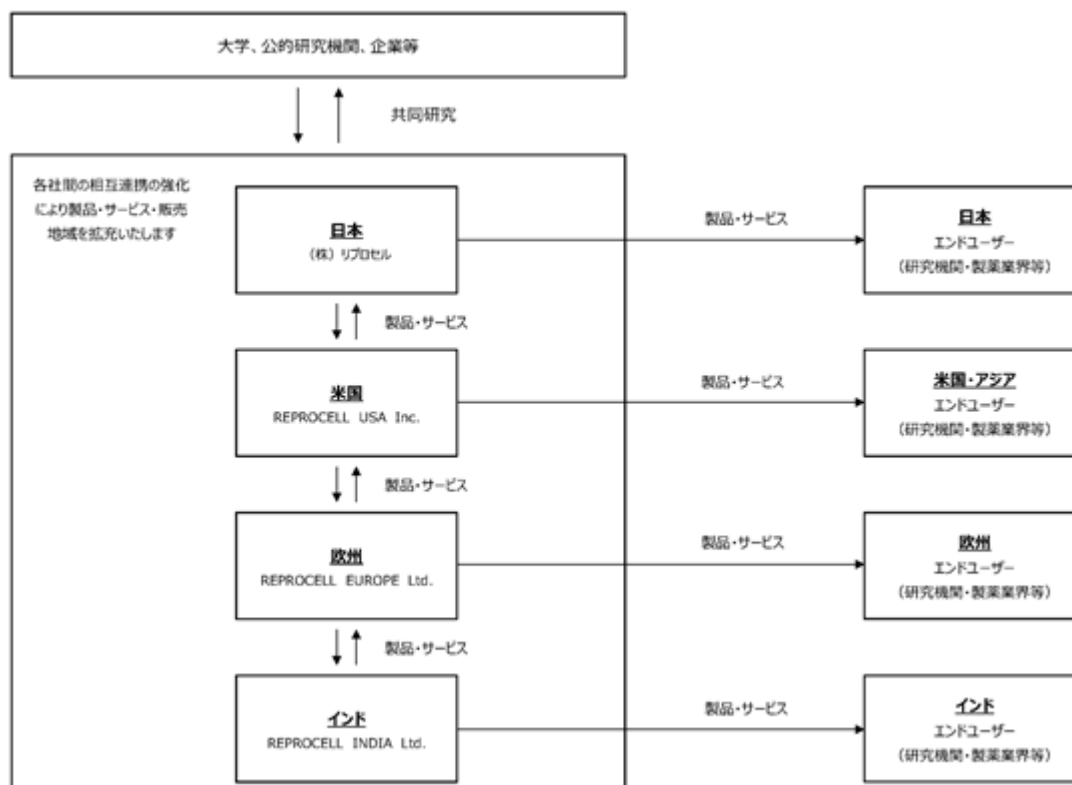 大学、公的研究機関、企業等
共同研究
各社間の相互連携の強化
により製品・サービス・販売
地域を拡充いたします
日本
（株）リプロセル
製品・サービス
日本
エンドユーザー
（研究機関・製薬業界等）
製品・サービス
米国
REPROCELL USA Inc.
製品・サービス
米国・アジア
エンドユーザー
（研究機関・製薬業界等）
製品・サービス
欧州
REPROCELL EUROPE Ltd.
製品・サービス
欧州
エンドユーザー
（研究機関・製薬業界等）
製品・サービス
インド
REPROCELL INDIA Ltd.
製品・サービス
インド
エンドユーザー
（研究機関・製薬業界等）